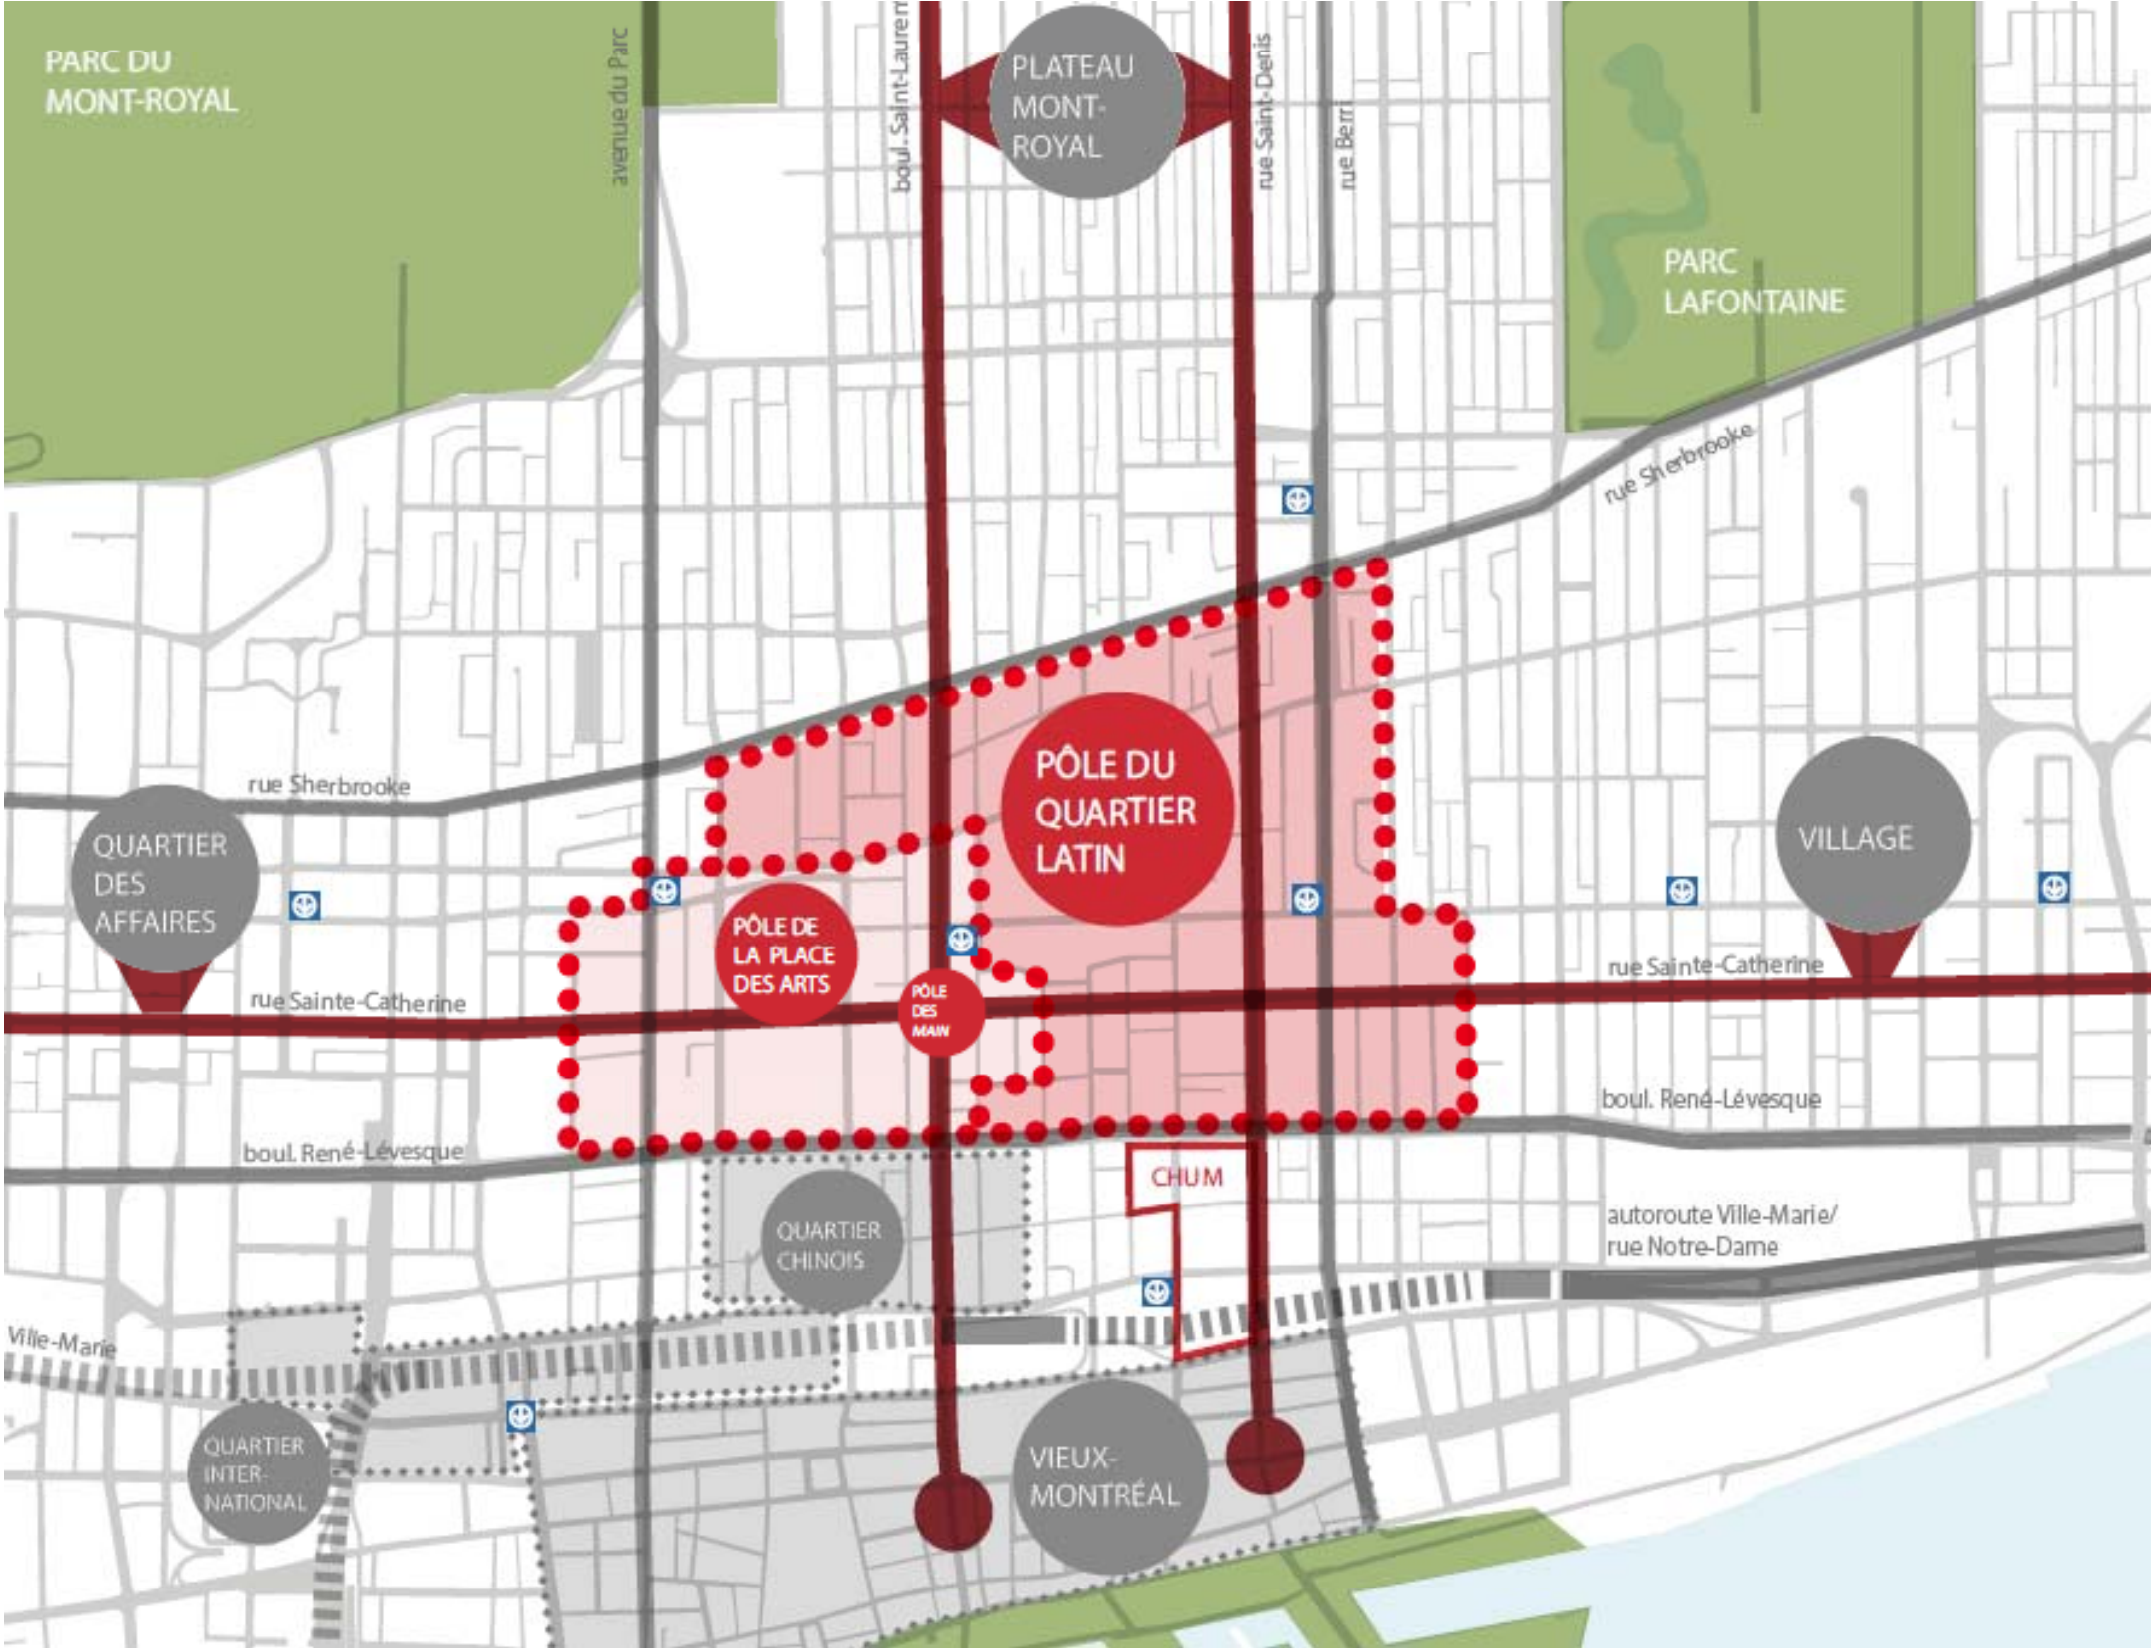 PARC DU
MONT-ROYAL
avenue du Parc
boul. Saint-Lauren
PLATEAU
MONT-
ROYAL
rue Saint-Denis
rue Berri
PARC
LAFONTAINE
rue Sherbrooke
rue Sherbrooke
PÔLE DU
QUARTIER
LATIN
QUARTIER
DES
AFFAIRES
VILLAGE
PÔLE DE
LA PLACE
DES ARTS
PÔLE
DES
MAIN
rue Sainte-Catherine
rue Sainte-Catherine
boul. René-Lévesque
boul. René-Lévesque
CHUM
QUARTIER
CHINOIS
autoroute Ville-Marie/
rue Notre-Dame
Ville-Marie
QUARTIER
INTER-
NATIONAL
VIEUX-
MONTRÉAL